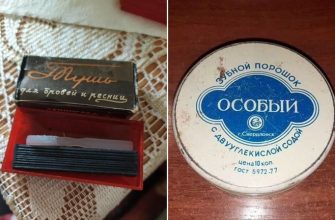 Тушь
для бровей и ресниц
ЗУБНОЙ ПОРОШОК
ОСОБЫЙ
г. Свердловск
С ДВУУГЛЕКИСЛОЙ СОДОЙ
цена 10 коп.
ГОСТ 5972-77